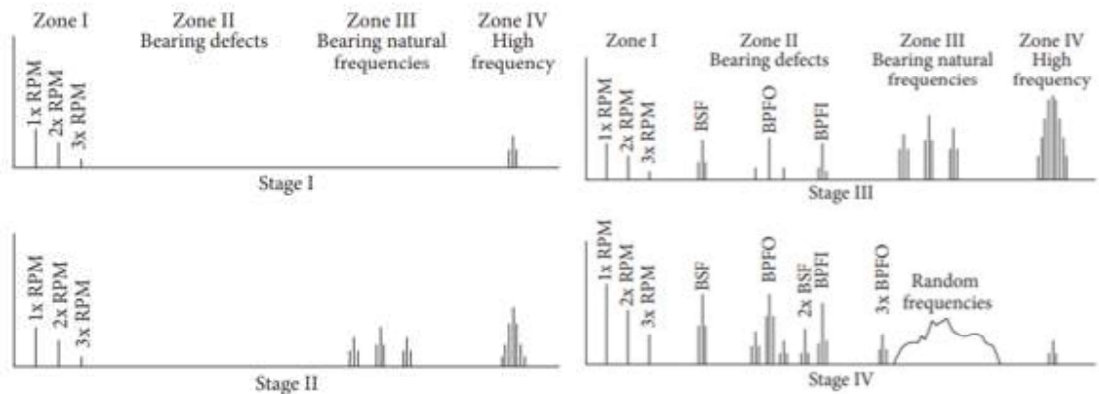 Zone I
Zone II
Bearing defects
Zone III
Bearing natural
frequencies
Zone IV
High
frequency
1x RPM
2x RPM
3x RPM
Stage I
1x RPM
2x RPM
3x RPM
Stage II
Zone I
Zone II
Bearing defects
Zone III
Bearing natural
frequencies
Zone IV
High
frequency
1x RPM
2x RPM
3x RPM
BSF
BPFO
BPFI
Stage III
1x RPM
2x RPM
3x RPM
BSF
BPFO
2x BSF
BPFI
3x BPFO
Random
frequencies
Stage IV